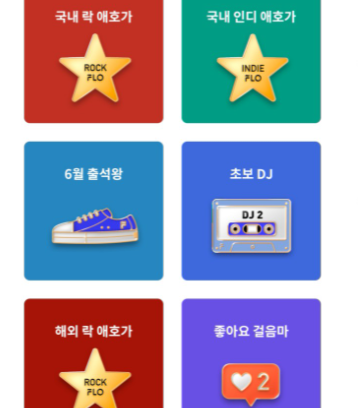 국내 락 애호가
ROCK
FLO
국내 인디 애호가
INDIE
FLO
6월 출석왕
F
초보 DJ
DJ 2
해외 락 애호가
ROCK
FLO
좋아요 걸음마
2